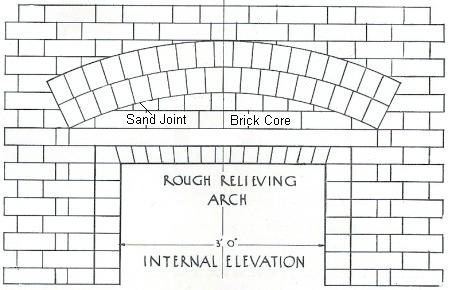 Sand Joint Brick Core
ROUGH RELIEVING
ARCH
3' 0"
INTERNAL ELEVATION